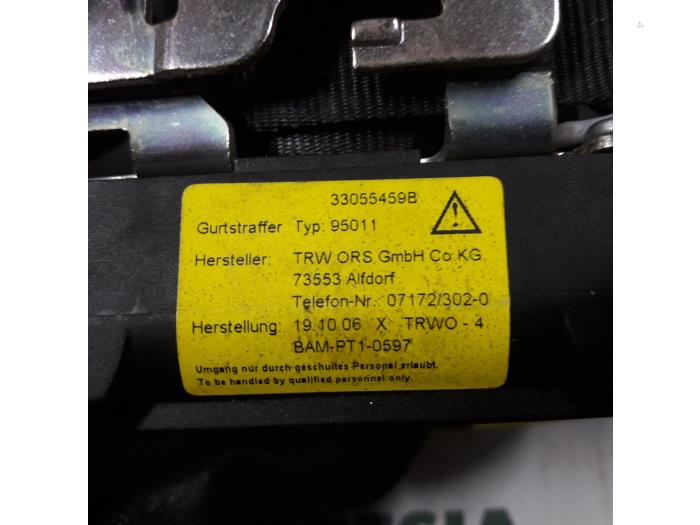 33055459B
Gurtstraffer Typ: 95011
Hersteller: TRW ORS GmbH Co KG
73553 Alfdorf
Telefon-Nr.: 07172/302-0
Herstellung: 19.10.06 X TRWO - 4
BAM-PT1-0597
Umgang nur durch geschultes Personal erlaubt.
To be handled by qualified personnel only.